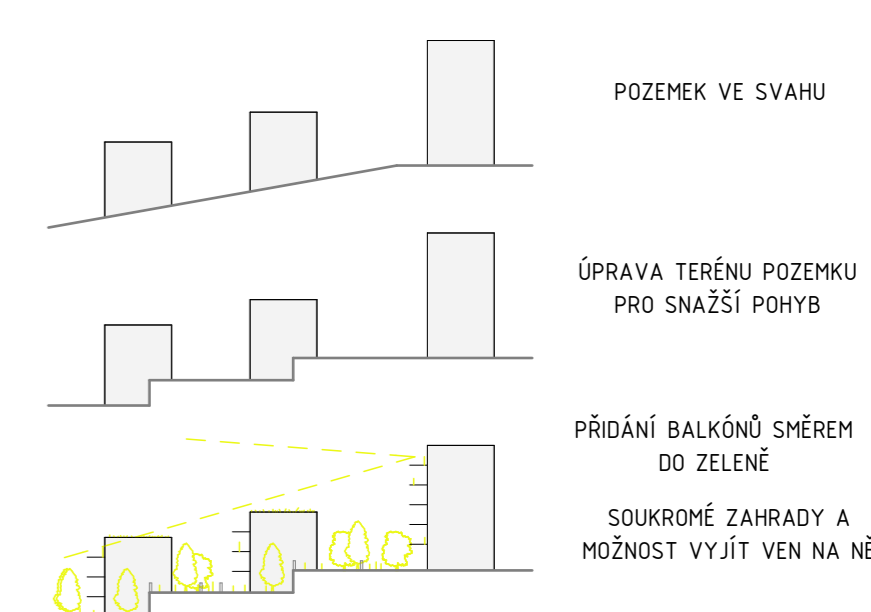 POZEMEK VE SVAHU
ÚPRAVA TERÉNU POZEMKU
PRO SNAŽŠÍ POHYB
PŘIDÁNÍ BALKÓNŮ SMĚREM
DO ZELENĚ
SOUKROMÉ ZAHRADY A
MOŽNOST VYJÍT VEN NA NĚ